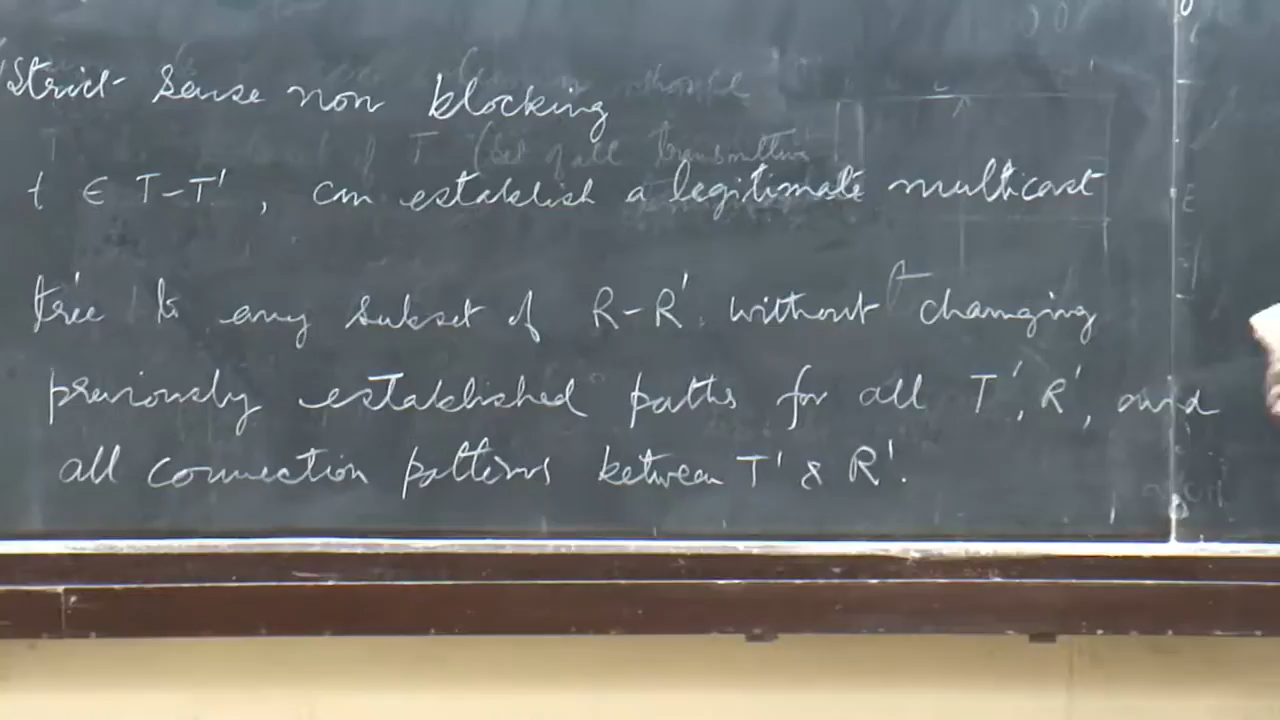 Strict Sense non blocking
t ∈ T-T', can establish a legitimate multicast
tree to any subset of R-R' without changing
previously established paths for all T', R', and
all connection patterns between T' & R'.